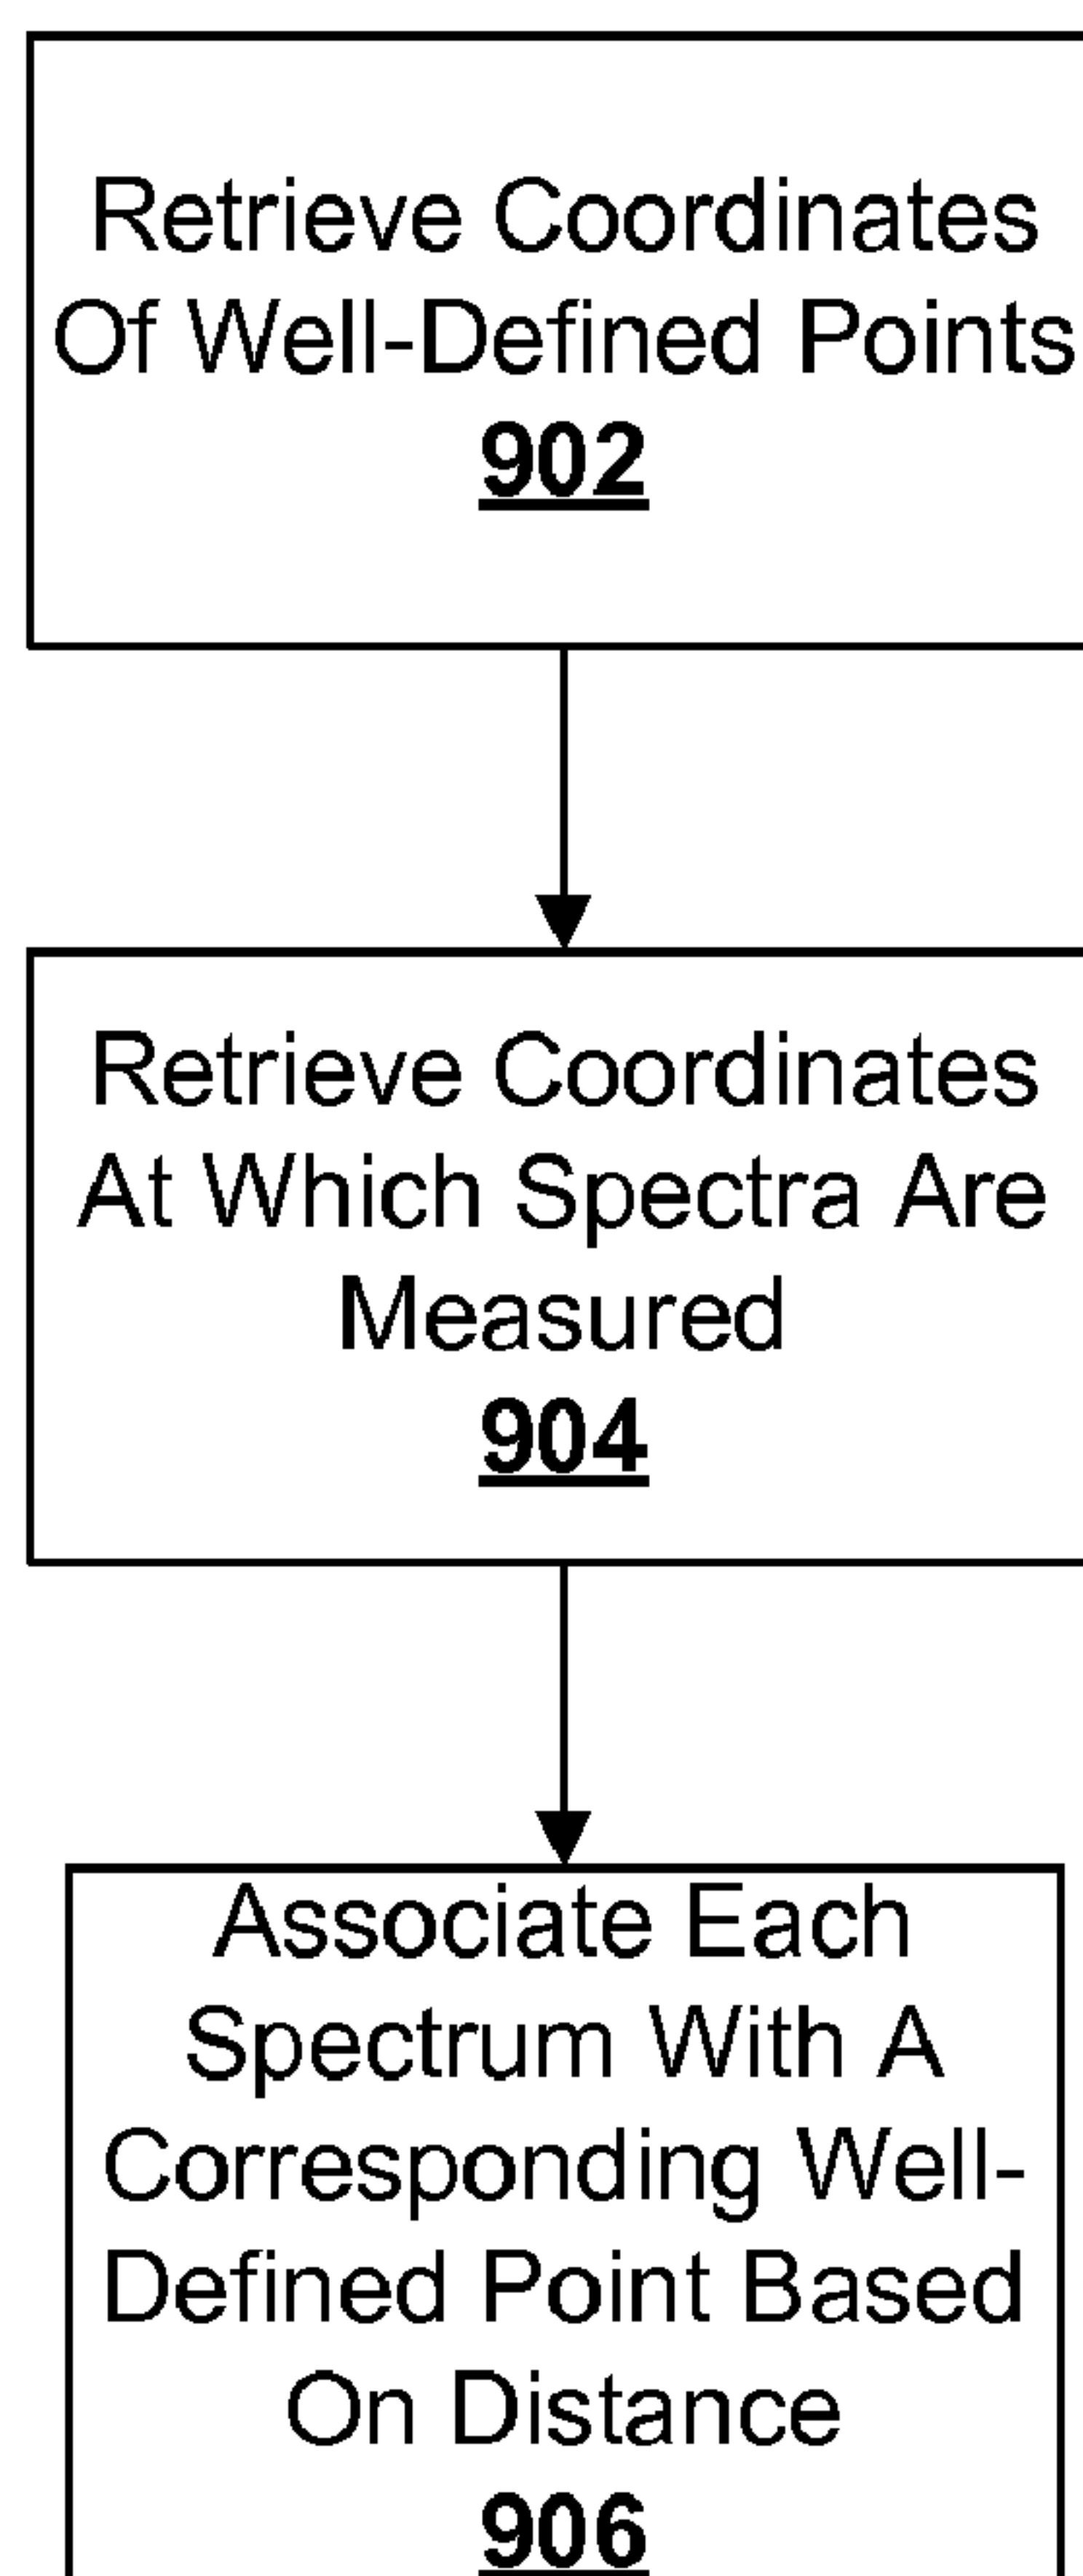 Retrieve Coordinates
Of Well-Defined Points
902
Retrieve Coordinates
At Which Spectra Are
Measured
904
Associate Each
Spectrum With A
Corresponding Well-
Defined Point Based
On Distance
906